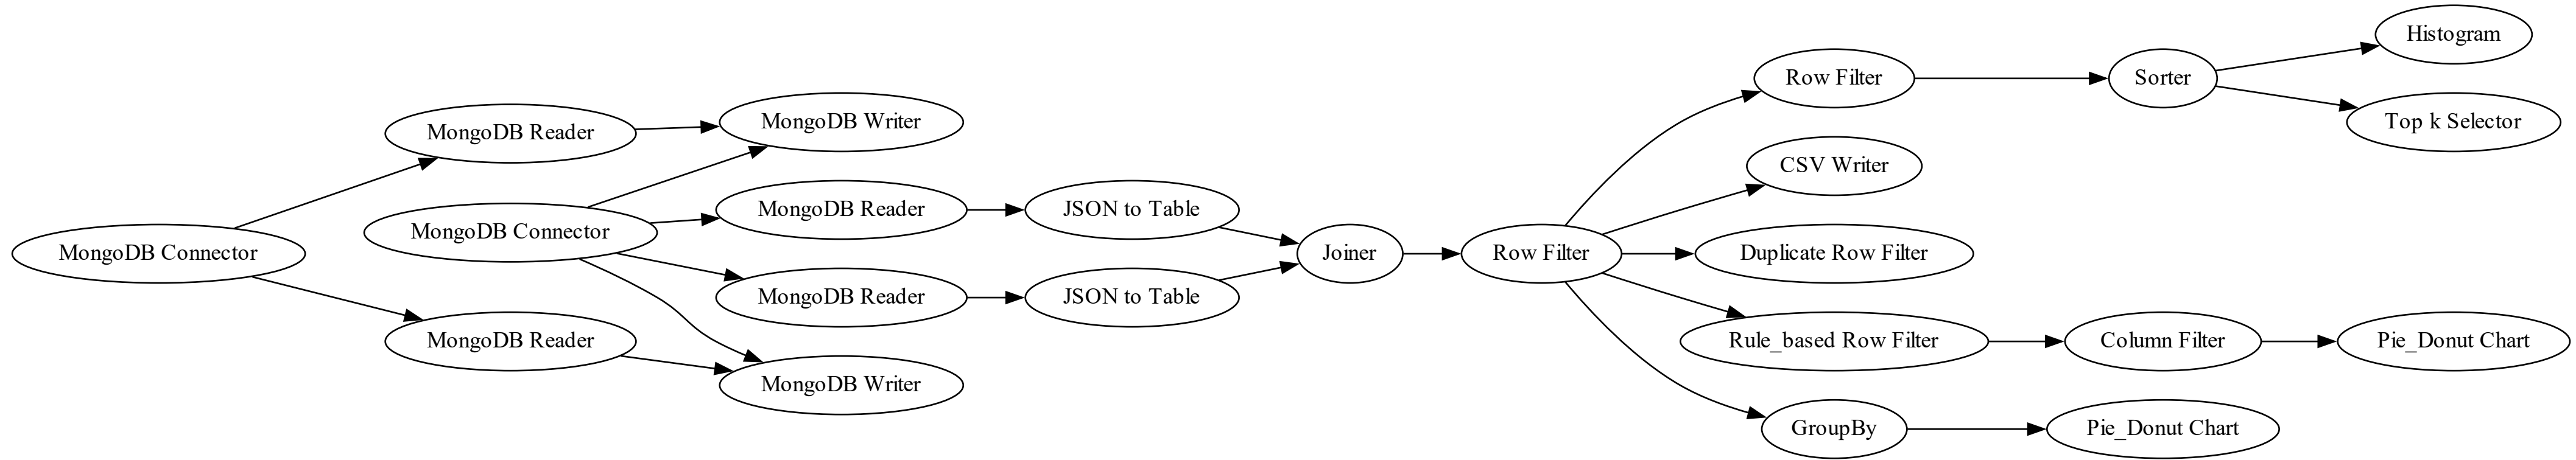 MongoDB Connector
MongoDB Reader
MongoDB Reader
MongoDB Connector
MongoDB Writer
MongoDB Reader
MongoDB Reader
MongoDB Writer
JSON to Table
JSON to Table
Joiner
Row Filter
Row Filter
CSV Writer
Duplicate Row Filter
Rule_based Row Filter
GroupBy
Sorter
Column Filter
Pie_Donut Chart
Histogram
Top k Selector
Pie_Donut Chart